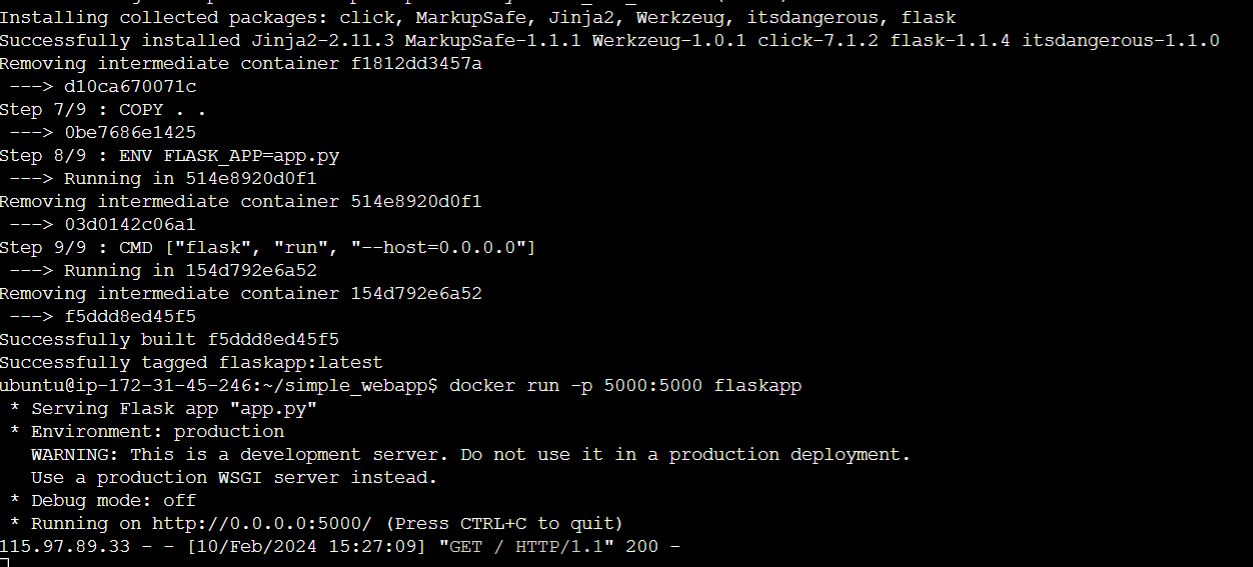 Installing collected packages: click, MarkupSafe, Jinja2, Werkzeug, itsdangerous, flask
Successfully installed Jinja2-2.11.3 MarkupSafe-1.1.1 Werkzeug-1.0.1 click-7.1.2 flask-1.1.4 itsdangerous-1.1.0
Removing intermediate container f1812dd3457a
 ---> d10ca670071c
Step 7/9 : COPY . .
 ---> 0be7686e1425
Step 8/9 : ENV FLASK_APP=app.py
 ---> Running in 514e8920d0f1
Removing intermediate container 514e8920d0f1
 ---> 03d0142c06a1
Step 9/9 : CMD ["flask", "run", "--host=0.0.0.0"]
 ---> Running in 154d792e6a52
Removing intermediate container 154d792e6a52
 ---> f5ddd8ed45f5
Successfully built f5ddd8ed45f5
Successfully tagged flaskapp:latest
ubuntu@ip-172-31-45-246:~/simple_webapp$ docker run -p 5000:5000 flaskapp
 * Serving Flask app "app.py"
 * Environment: production
   WARNING: This is a development server. Do not use it in a production deployment.
   Use a production WSGI server instead.
 * Debug mode: off
 * Running on http://0.0.0.0:5000/ (Press CTRL+C to quit)
115.97.89.33 - - [10/Feb/2024 15:27:09] "GET / HTTP/1.1" 200 -